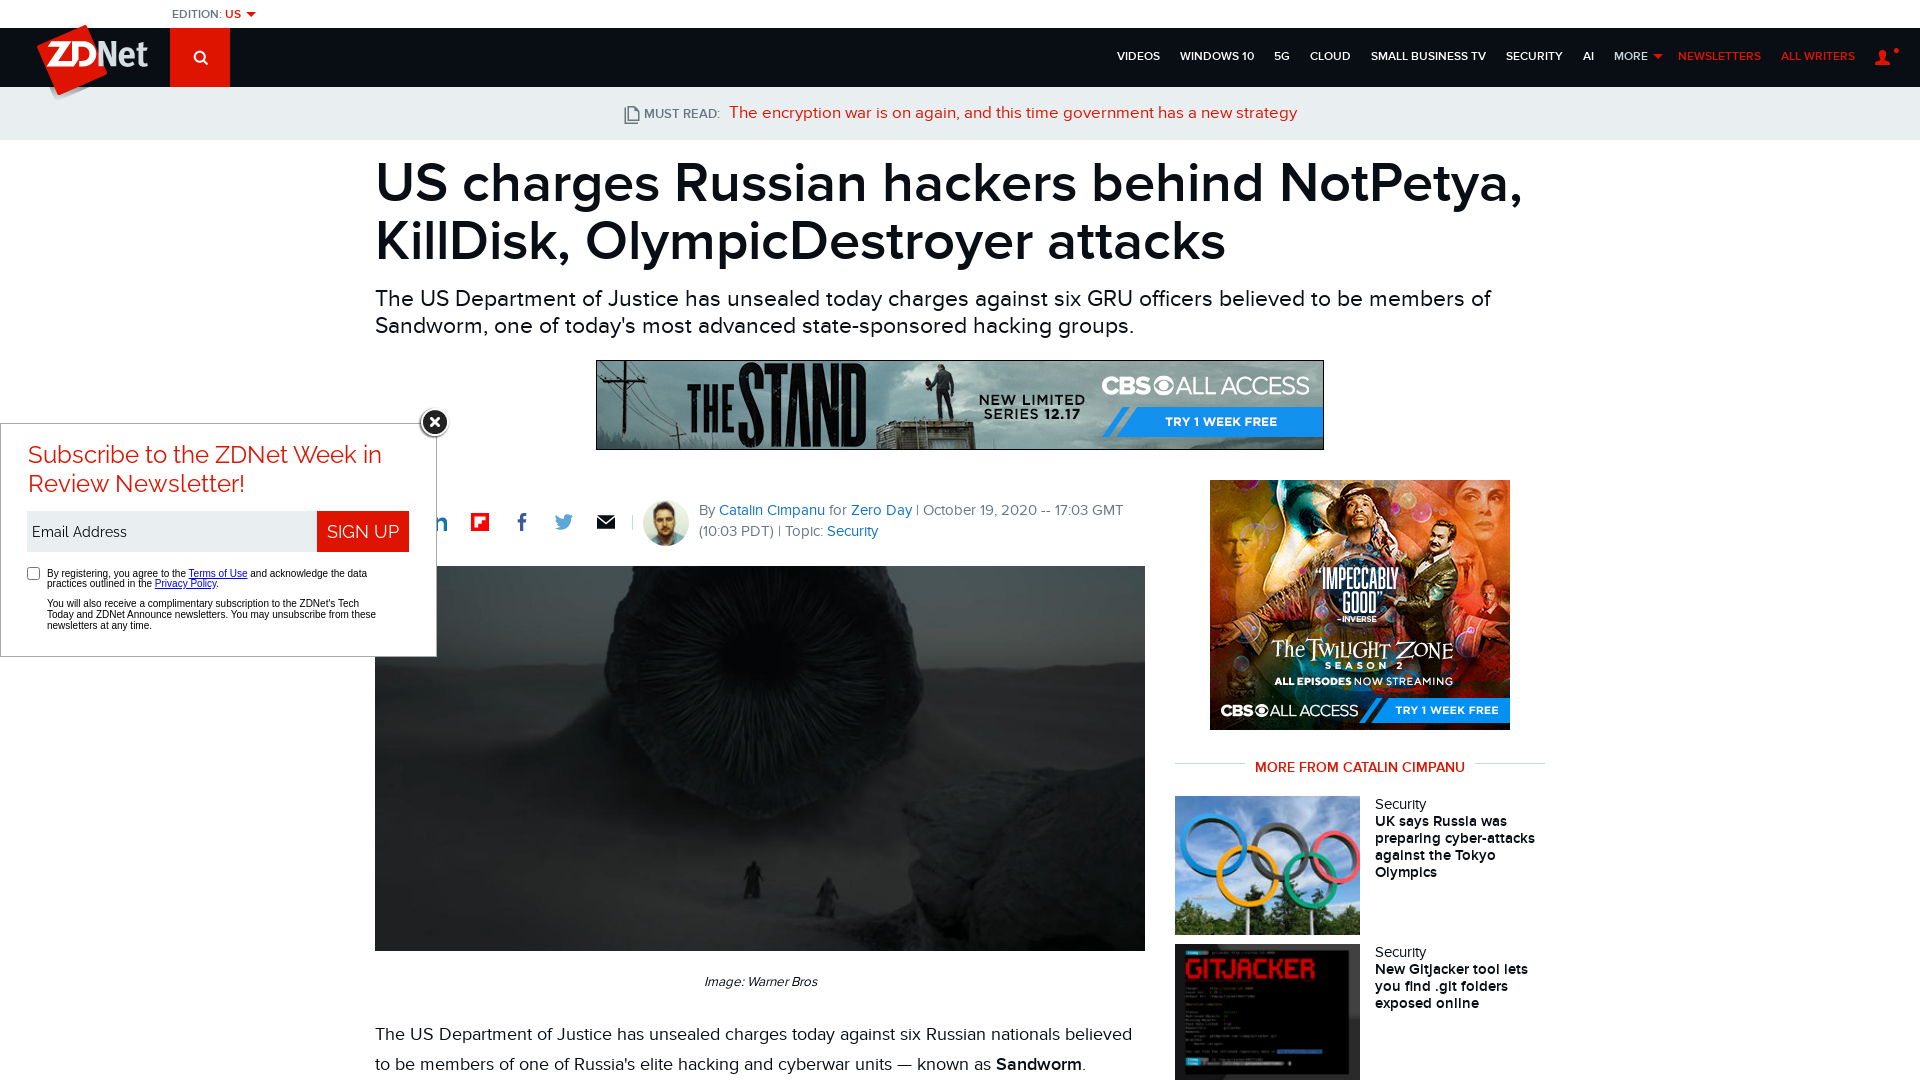 EDITION: US
ZDNet
VIDEOS WINDOWS 10 5G CLOUD SMALL BUSINESS TV SECURITY AI MORE NEWSLETTERS ALL WRITERS
MUST READ: The encryption war is on again, and this time government has a new strategy
US charges Russian hackers behind NotPetya,
KillDisk, OlympicDestroyer attacks
The US Department of Justice has unsealed today charges against six GRU officers believed to be members of
Sandworm, one of today's most advanced state-sponsored hacking groups.
THE STAND
NEW LIMITED
SERIES 12.17
CBS ALL ACCESS
TRY 1 WEEK FREE
Subscribe to the ZDNet Week in
Review Newsletter!
Email Address
SIGN UP
By registering, you agree to the Terms of Use and acknowledge the data
practices outlined in the Privacy Policy.
You will also receive a complimentary subscription to the ZDNet's Tech
Today and ZDNet Announce newsletters. You may unsubscribe from these
newsletters at any time.
By Catalin Cimpanu for Zero Day | October 19, 2020 -- 17:03 GMT
(10:03 PDT) | Topic: Security
Image: Warner Bros
The US Department of Justice has unsealed charges today against six Russian nationals believed
to be members of one of Russia's elite hacking and cyberwar units — known as Sandworm.
"IMPECCABLY
GOOD"
–INVERSE
The Twilight Zone
SEASON 2
ALL EPISODES NOW STREAMING
CBS ALL ACCESS TRY 1 WEEK FREE
MORE FROM CATALIN CIMPANU
Security
UK says Russia was
preparing cyber-attacks
against the Tokyo
Olympics
Security
New Gitjacker tool lets
you find .git folders
exposed online
GITJACKER